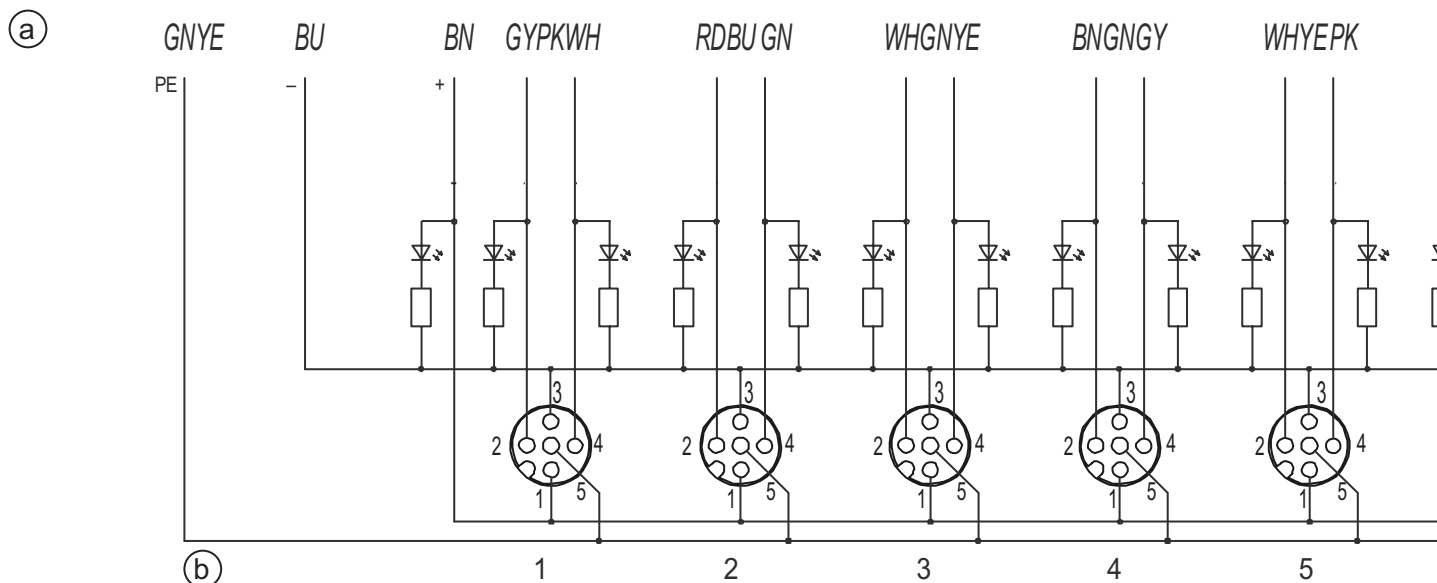 a
GNYE BU BN GYPKWH RDBU GN WHGNYE BNGNGY WHYEPK
PE – +
3 3 3 3 3
2 4 2 4 2 4 2 4 2 4
1 5 1 5 1 5 1 5 1 5
b 1 2 3 4 5